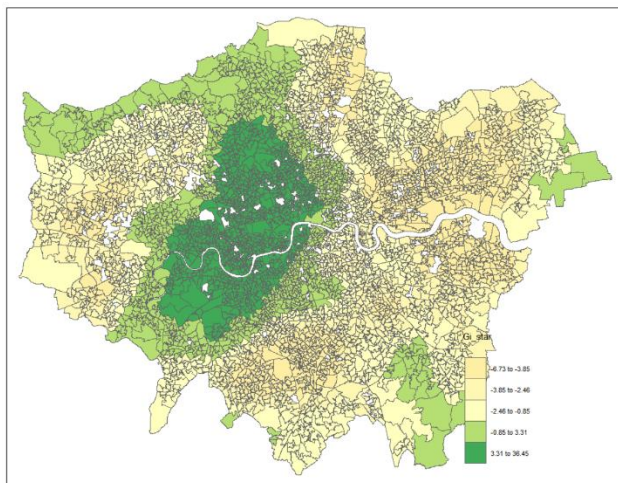 Gi_star
-6.73 to -3.85
-3.85 to -2.46
-2.46 to -0.85
-0.85 to 3.31
3.31 to 36.45